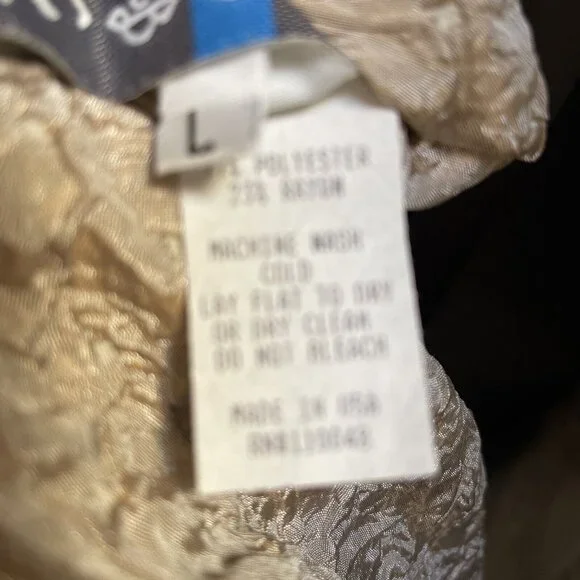 L
POLYESTER
RAYON
MACHINE WASH
COLD
LAY FLAT TO DRY
OR DRY CLEAN
DO NOT BLEACH
MADE IN USA